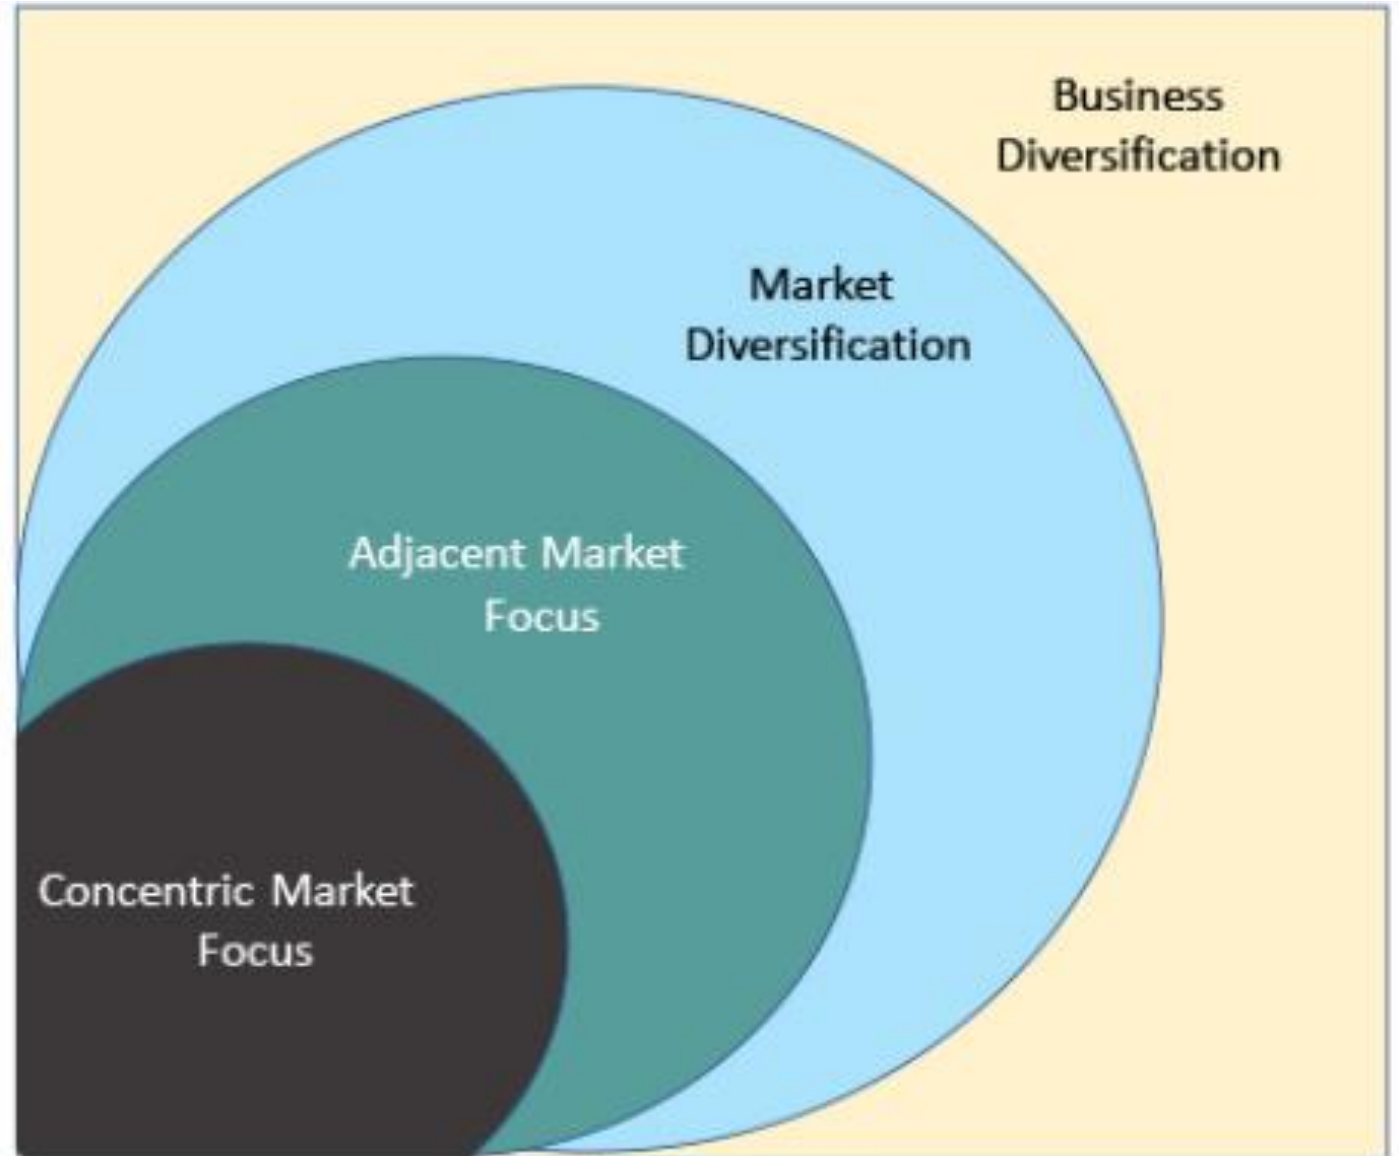 Business
Diversification
Market
Diversification
Adjacent Market
Focus
Concentric Market
Focus